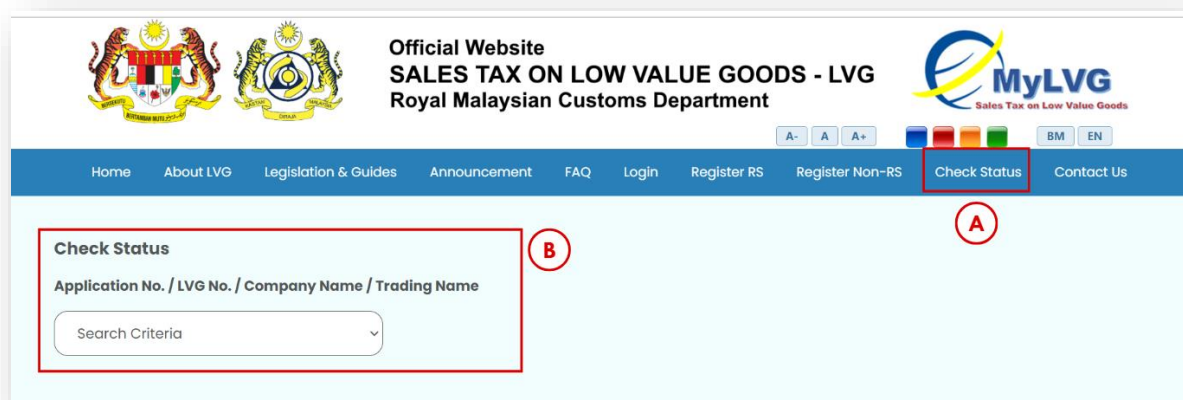 Official Website
SALES TAX ON LOW VALUE GOODS - LVG
Royal Malaysian Customs Department
MyLVG
Sales Tax on Low Value Goods
A- A A+ BM EN
Home About LVG Legislation & Guides Announcement FAQ Login Register RS Register Non-RS Check Status Contact Us
A
Check Status
B
Application No. / LVG No. / Company Name / Trading Name
Search Criteria